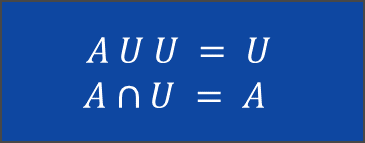 A U U = U
A ∩ U = A